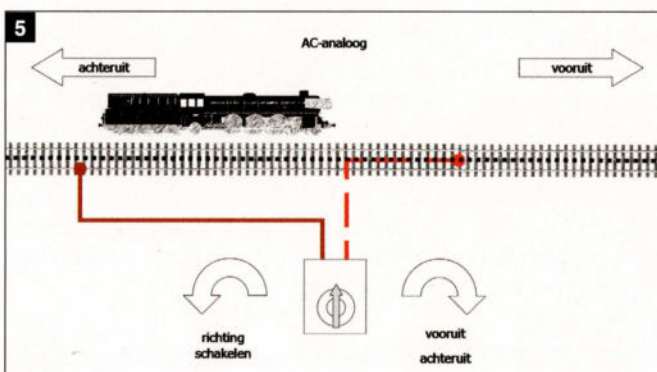 5
AC-analoog
achteruit
vooruit
richting
schakelen
vooruit
achteruit